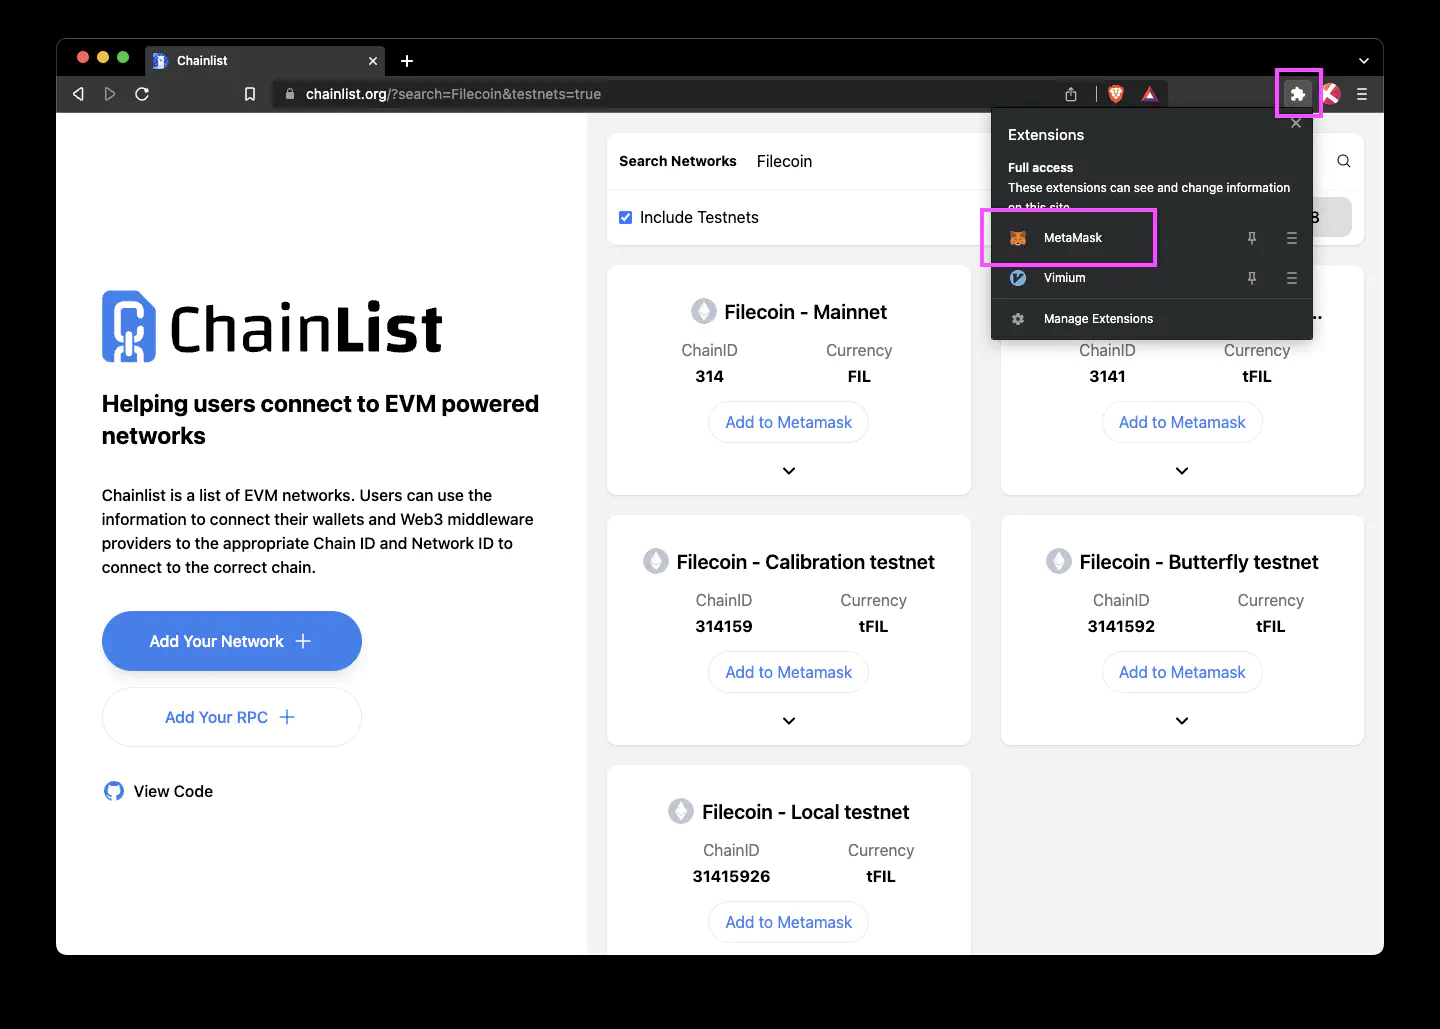 Chainlist
chainlist.org/?search=Filecoin&testnets=true
Extensions
Full access
These extensions can see and change information
on this site
MetaMask
Vimium
Manage Extensions
ChainList
Helping users connect to EVM powered
networks
Chainlist is a list of EVM networks. Users can use the
information to connect their wallets and Web3 middleware
providers to the appropriate Chain ID and Network ID to
connect to the correct chain.
Add Your Network
Add Your RPC
View Code
Search Networks Filecoin
Include Testnets
Filecoin - Mainnet
ChainID Currency
314 FIL
Add to Metamask
ChainID Currency
3141 tFIL
Add to Metamask
Filecoin - Calibration testnet
ChainID Currency
314159 tFIL
Add to Metamask
Filecoin - Butterfly testnet
ChainID Currency
3141592 tFIL
Add to Metamask
Filecoin - Local testnet
ChainID Currency
31415926 tFIL
Add to Metamask